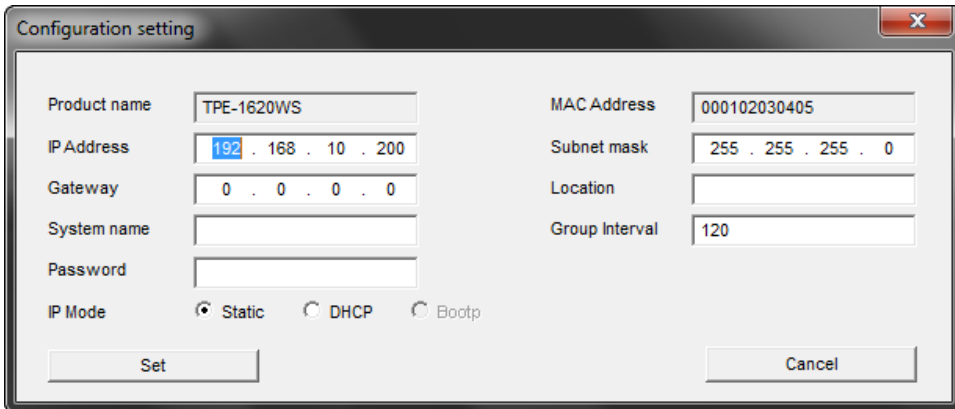 Configuration setting
Product name TPE-1620WS MAC Address 000102030405
IP Address 192 . 168 . 10 . 200 Subnet mask 255 . 255 . 255 . 0
Gateway 0 . 0 . 0 . 0 Location
System name Group Interval 120
Password
IP Mode Static DHCP Bootp
Set Cancel